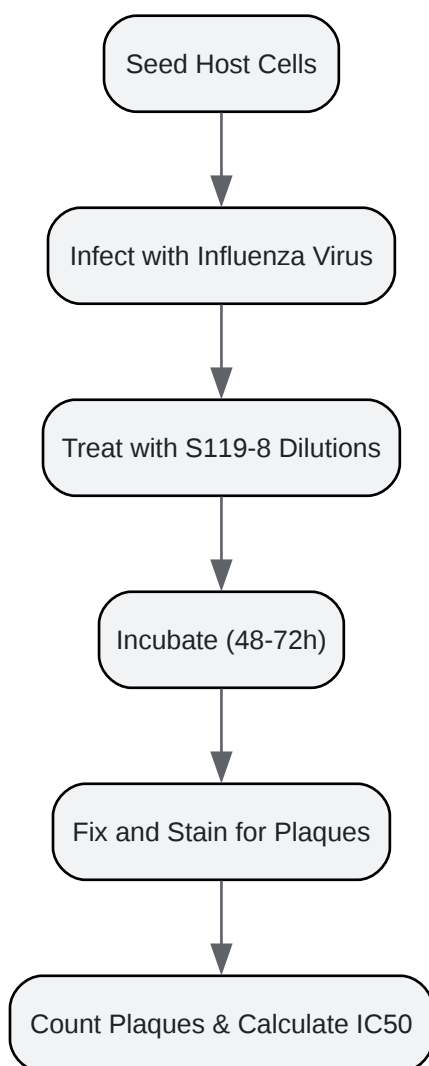 Seed Host Cells
Infect with Influenza Virus
Treat with S119-8 Dilutions
Incubate (48-72h)
Fix and Stain for Plaques
Count Plaques & Calculate IC50